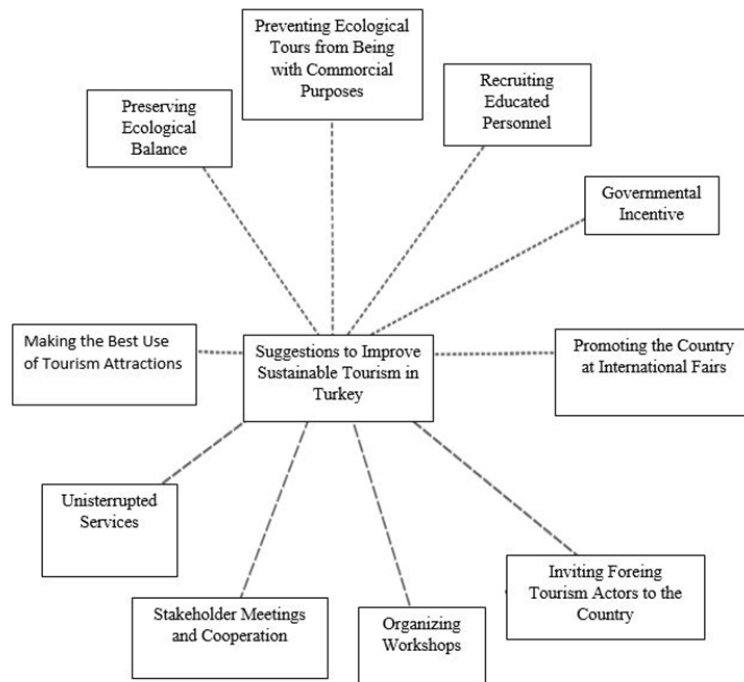 Preventing Ecological
Tours from Being
with Commorcial
Purposes
Recruiting
Educated
Personnel
Preserving
Ecological
Balance
Governmental
Incentive
Making the Best Use
of Tourism Attractions
Suggestions to Improve
Sustainable Tourism in
Turkey
Promoting the Country
at International Fairs
Unisterrupted
Services
Stakeholder Meetings
and Cooperation
Organizing
Workshops
Inviting Foreing
Tourism Actors to the
Country